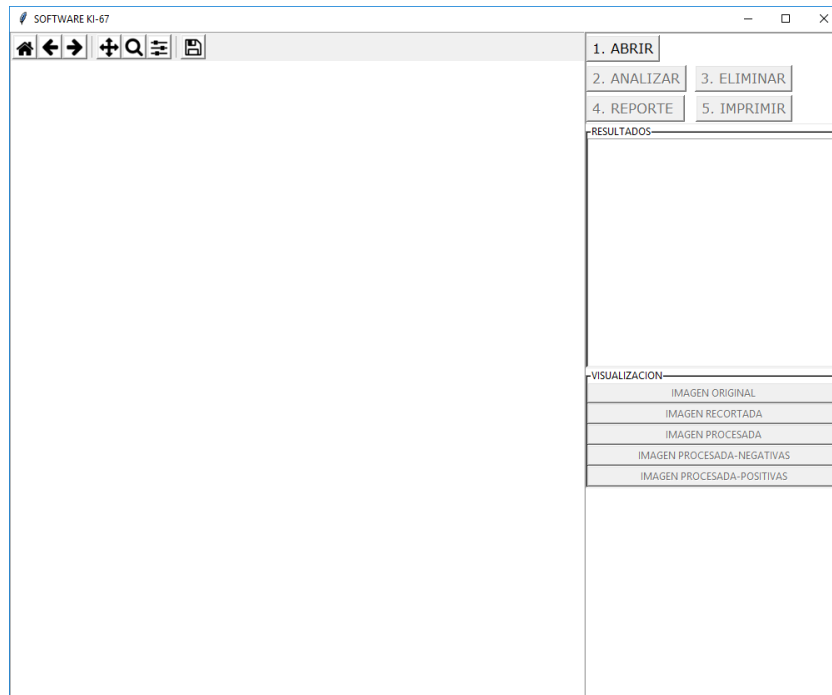 SOFTWARE KI-67
1. ABRIR
2. ANALIZAR 3. ELIMINAR
4. REPORTE 5. IMPRIMIR
RESULTADOS
VISUALIZACION
IMAGEN ORIGINAL
IMAGEN RECORTADA
IMAGEN PROCESADA
IMAGEN PROCESADA-NEGATIVAS
IMAGEN PROCESADA-POSITIVAS